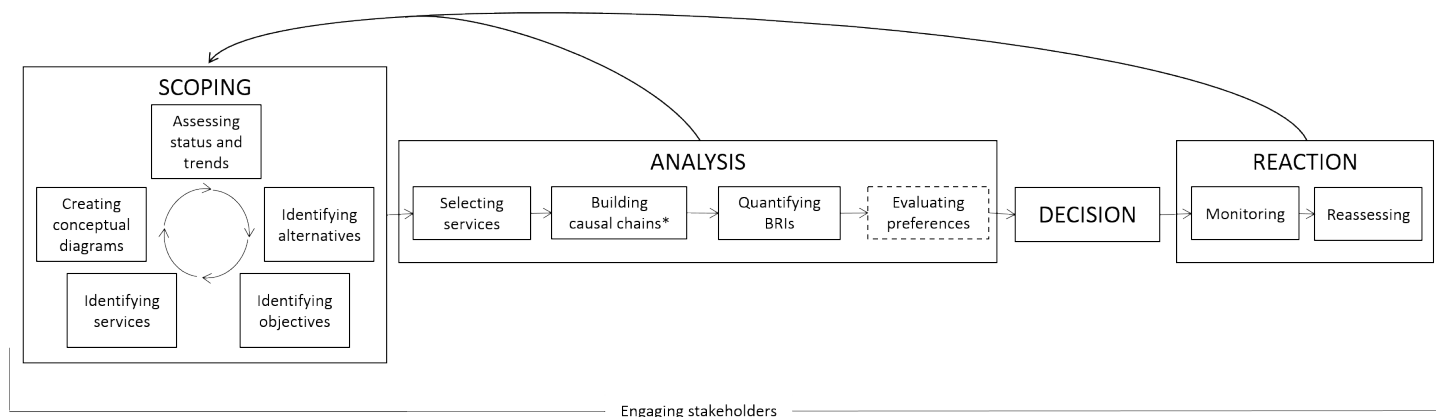 SCOPING
Assessing
status and
trends
Creating
conceptual
diagrams
Identifying
alternatives
Identifying
services
Identifying
objectives
ANALYSIS
Selecting
services
Building
causal chains*
Quantifying
BRIs
Evaluating
preferences
DECISION
REACTION
Monitoring
Reassessing
Engaging stakeholders